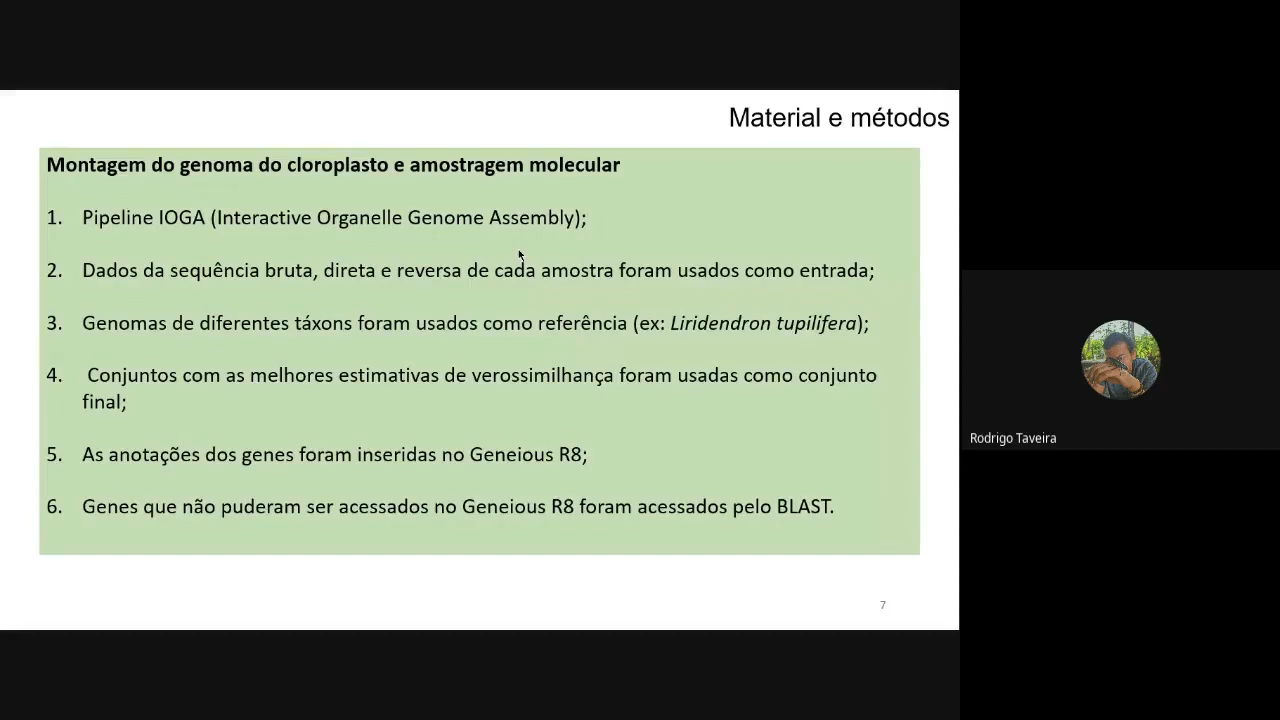 Material e métodos
Montagem do genoma do cloroplasto e amostragem molecular
1. Pipeline IOGA (Interactive Organelle Genome Assembly);
2. Dados da sequência bruta, direta e reversa de cada amostra foram usados como entrada;
3. Genomas de diferentes táxons foram usados como referência (ex: Liridendron tupilifera);
4. Conjuntos com as melhores estimativas de verossimilhança foram usadas como conjunto
final;
5. As anotações dos genes foram inseridas no Geneious R8;
6. Genes que não puderam ser acessados no Geneious R8 foram acessados pelo BLAST.
7
Rodrigo Taveira